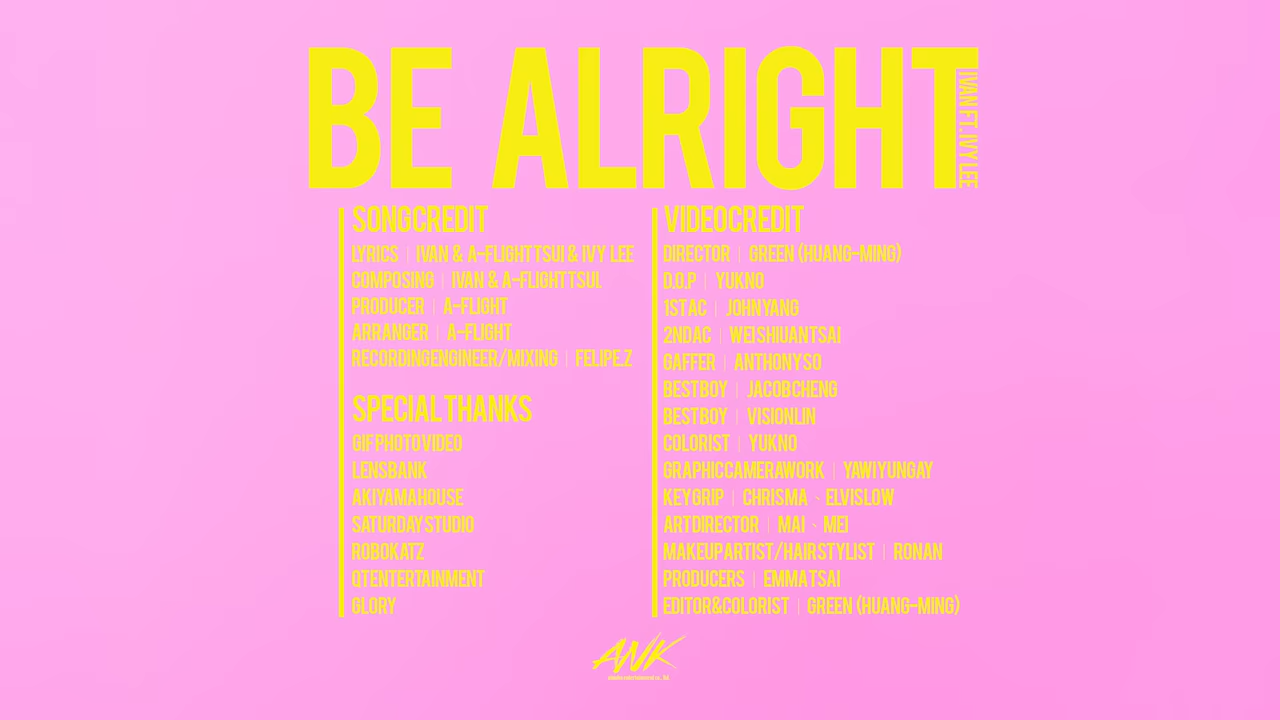 BE ALRIGHT
IVAN FT. IVY LEE
SONGCREDIT
LYRICS | IVAN & A-FLIGHTTSUI & IVY LEE
COMPOSING | IVAN & A-FLIGHTTSUI
PRODUCER | A-FLIGHT
ARRANGER | A-FLIGHT
RECORDINGENGINEER/MIXING | FELIPE.Z
SPECIALTHANKS
GIFPHOTOVIDEO
LENSBANK
AKIYAMAHOUSE
SATURDAYSTUDIO
ROBOKATZ
QTENTERTAINMENT
GLORY
VIDEOCREDIT
DIRECTOR | GREEN (HUANG-MING)
D.O.P | YUKNO
1STAC | JOHNYANG
2NDAC | WEISHIUANTSAI
GAFFER | ANTHONYSO
BESTBOY | JACOBCHENG
BESTBOY | VISIONLIN
COLORIST | YUKNO
GRAPHICCAMERAWORK | YAWIYUNGAY
KEYGRIP | CHRISMA、ELVISLOW
ARTDIRECTOR | MAI、MEI
MAKEUPARTIST/HAIRSTYLIST | RONAN
PRODUCERS | EMMATSAI
EDITOR&COLORIST | GREEN (HUANG-MING)
ANK